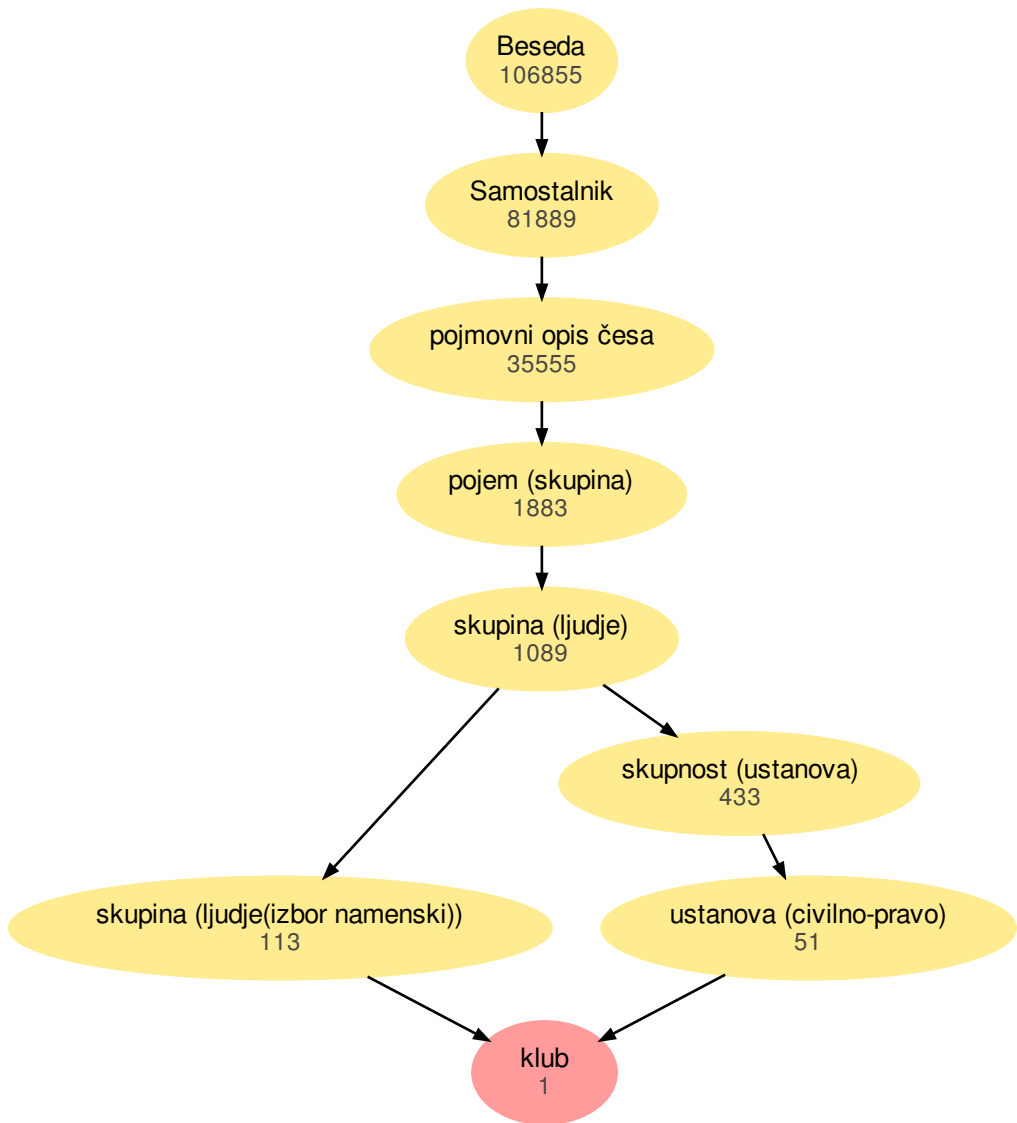 Beseda
106855
Samostalnik
81889
pojmovni opis česa
35555
pojem (skupina)
1883
skupina (ljudje)
1089
skupnost (ustanova)
433
skupina (ljudje(izbor namenski))
113
ustanova (civilno-pravo)
51
klub
1